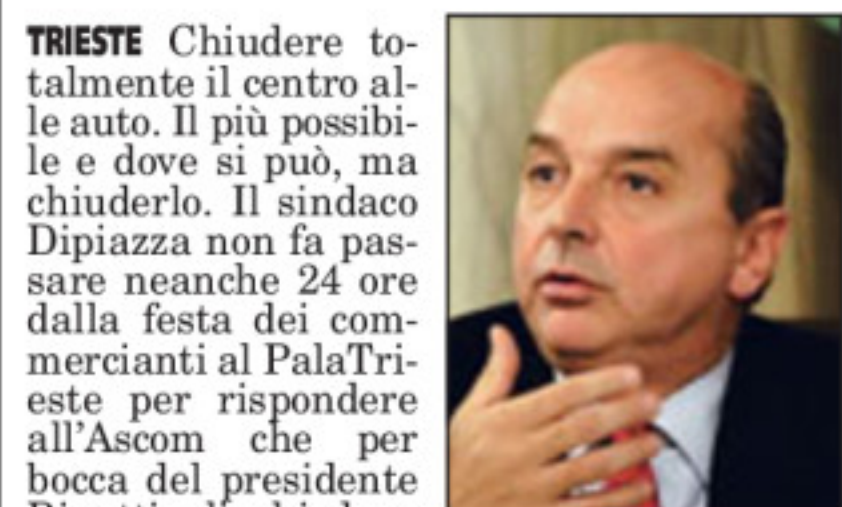 TRIESTE Chiudere to-
talmente il centro al-
le auto. Il più possibi-
le e dove si può, ma
chiuderlo. Il sindaco
Dipiazza non fa pas-
sare neanche 24 ore
dalla festa dei com-
mercianti al PalaTri-
este per rispondere
all'Ascom che per
bocca del presidente